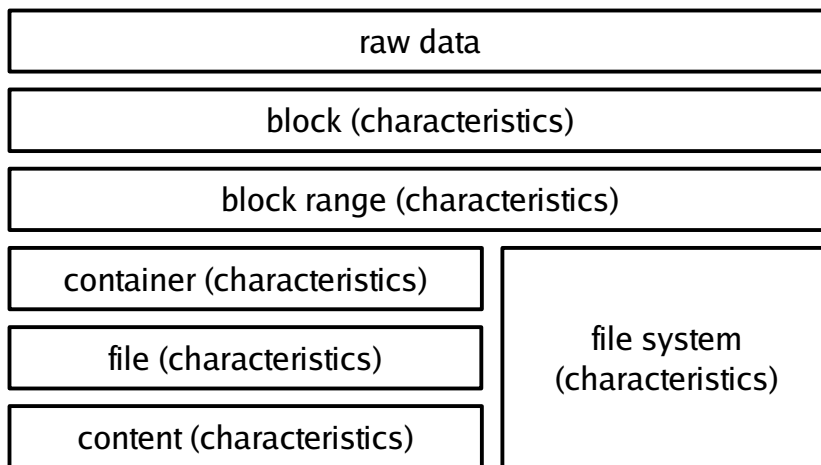 raw data
block (characteristics)
block range (characteristics)
container (characteristics)
file (characteristics)
content (characteristics)
file system
(characteristics)